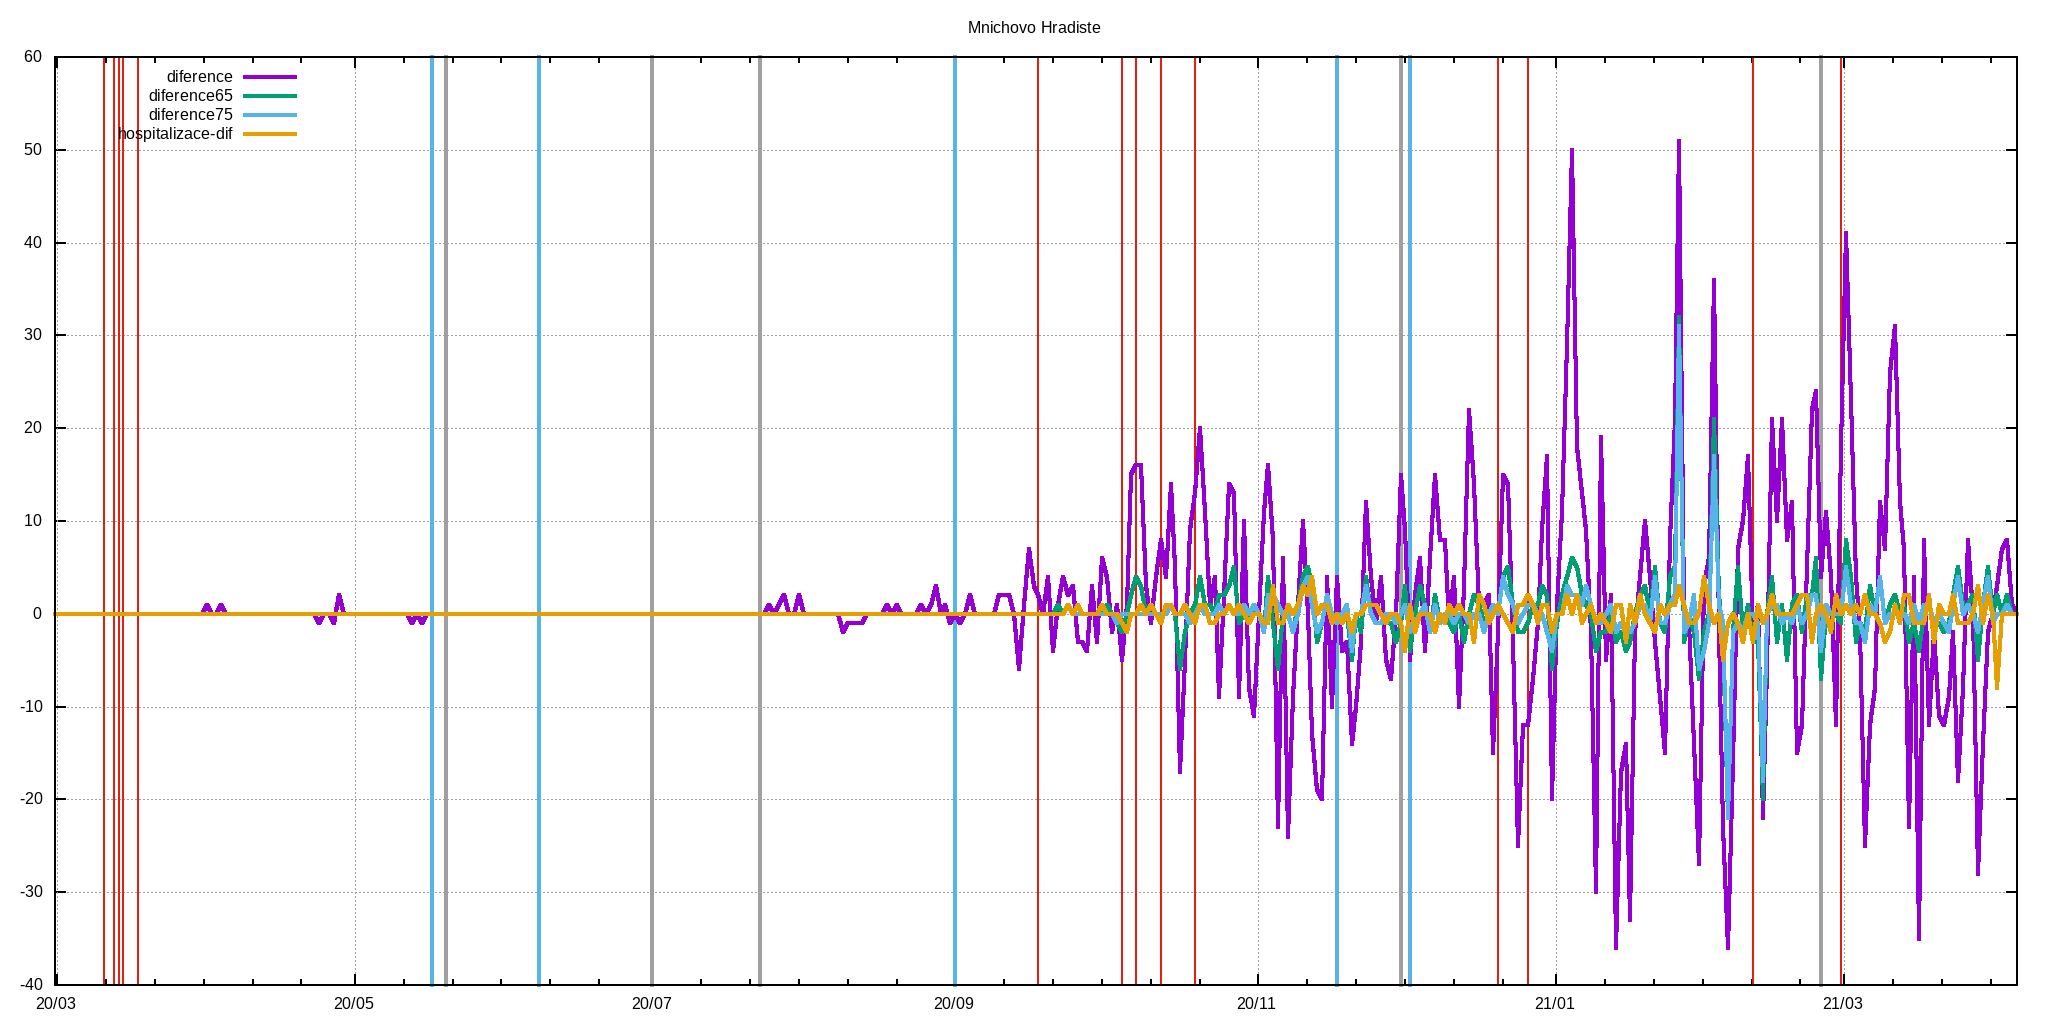 Mnichovo Hradiste
60
50
40
30
20
10
0
-10
-20
-30
-40
diference
diference65
diference75
hospitalizace-dif
20/03 20/05 20/07 20/09 20/11 21/01 21/03